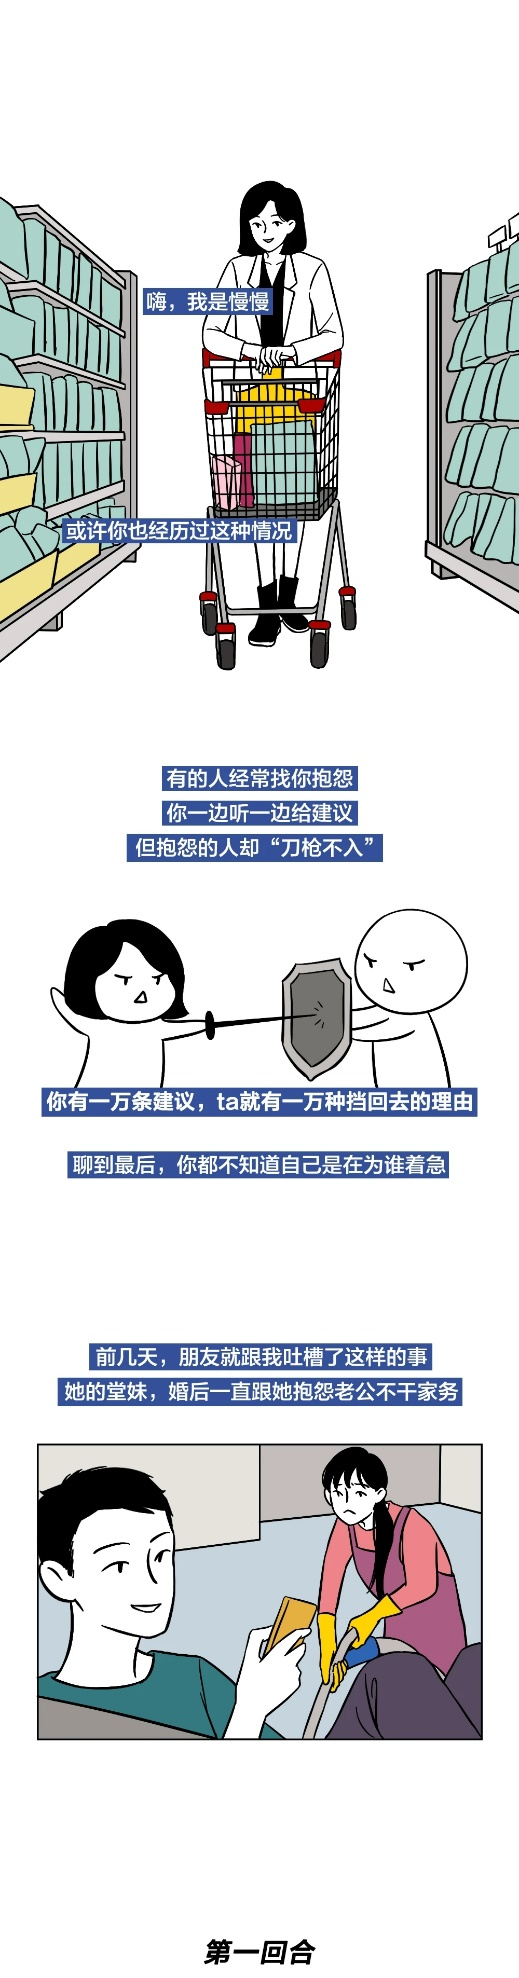 嗨，我是慢慢
或许你也经历过这种情况
有的人经常找你抱怨
你一边听一边给建议
但抱怨的人却“刀枪不入”
你有一万条建议，ta就有一万种挡回去的理由
聊到最后，你都不知道自己是在为谁着急
前几天，朋友就跟我吐槽了这样的事
她的堂妹，婚后一直跟她抱怨老公不干家务
第一回合